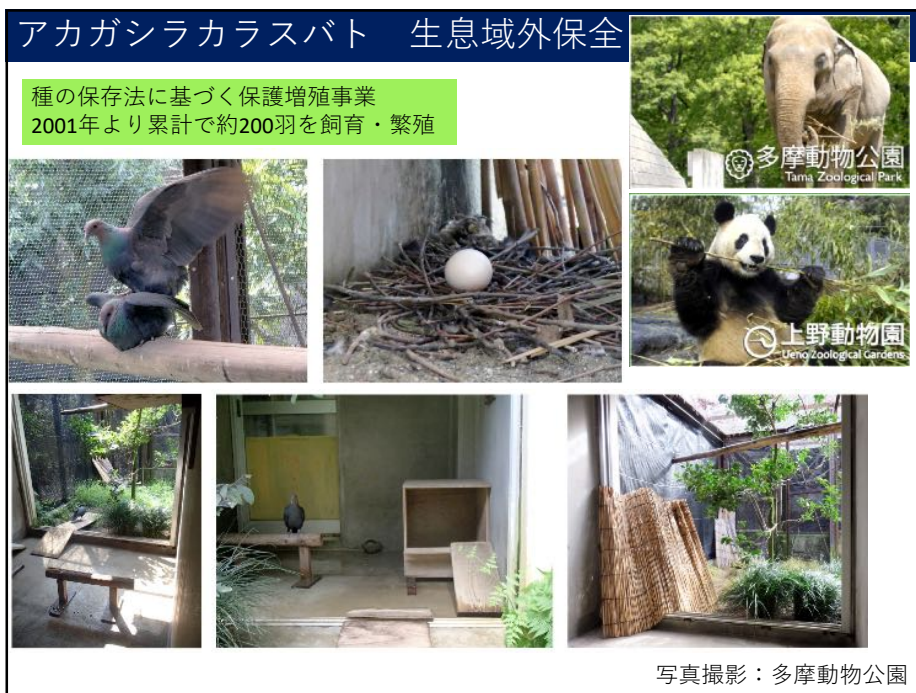 アカガシラカラスバト　生息域外保全
種の保存法に基づく保護増殖事業
2001年より累計で約200羽を飼育・繁殖
多摩動物公園
Tama Zoological Park
上野動物園
Ueno Zoological Gardens
写真撮影：多摩動物公園